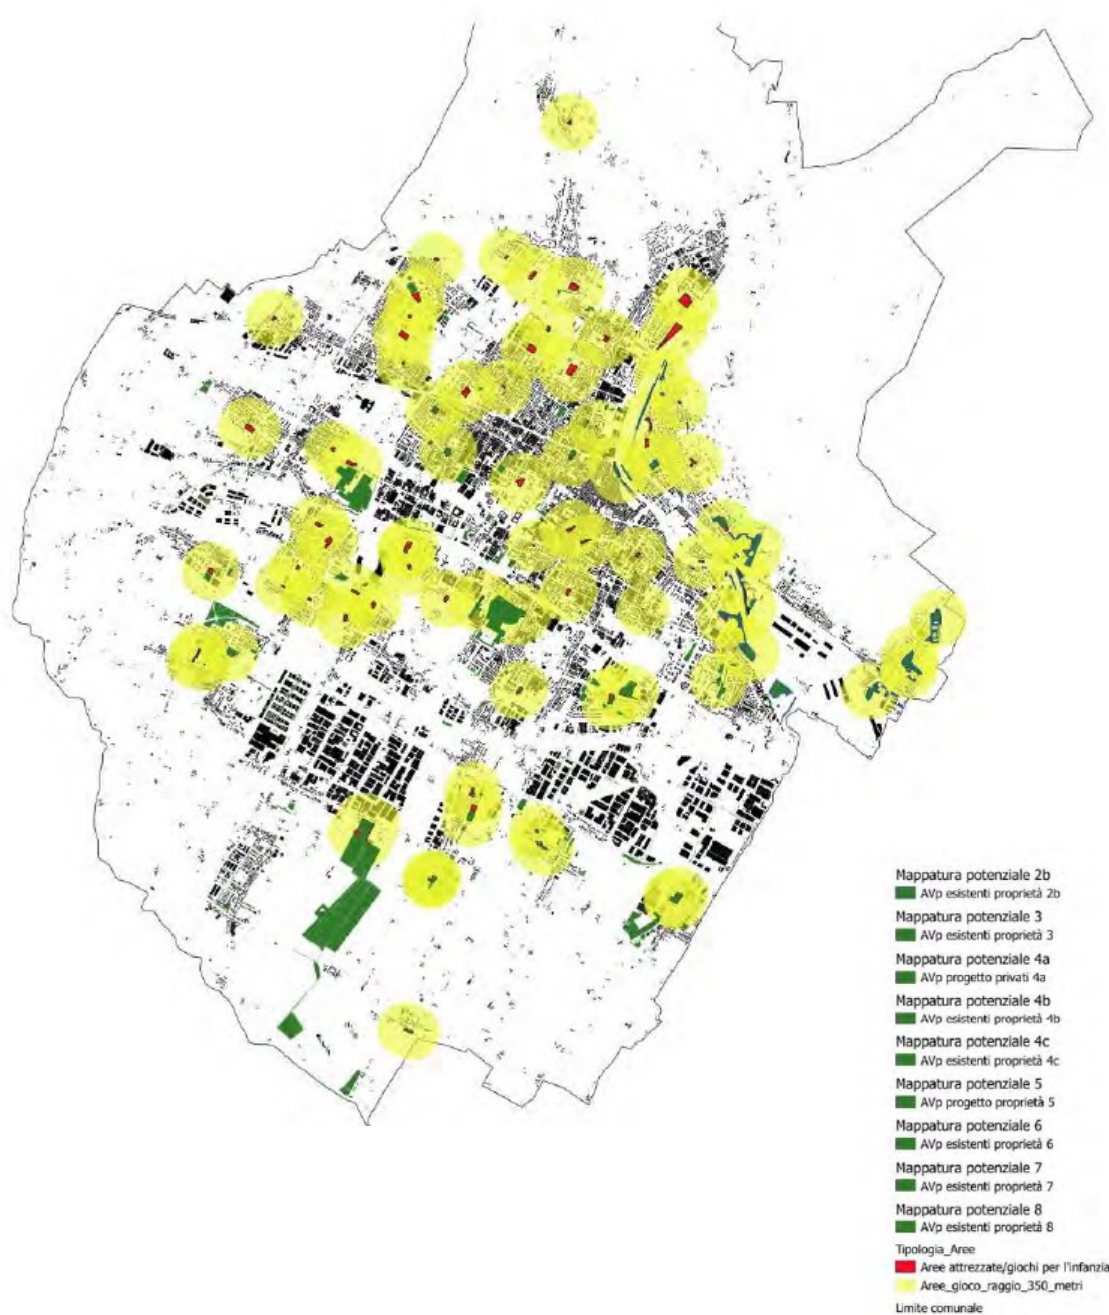 Mappatura potenziale 2b
AVp esistenti proprietà 2b
Mappatura potenziale 3
AVp esistenti proprietà 3
Mappatura potenziale 4a
AVp progetto privati 4a
Mappatura potenziale 4b
AVp esistenti proprietà 4b
Mappatura potenziale 4c
AVp esistenti proprietà 4c
Mappatura potenziale 5
AVp progetto proprietà 5
Mappatura potenziale 6
AVp esistenti proprietà 6
Mappatura potenziale 7
AVp esistenti proprietà 7
Mappatura potenziale 8
AVp esistenti proprietà 8
Tipologia_Aree
Aree attrezzate/giochi per l'infanzia
Aree_gioco_raggio_350_metri
Limite comunale